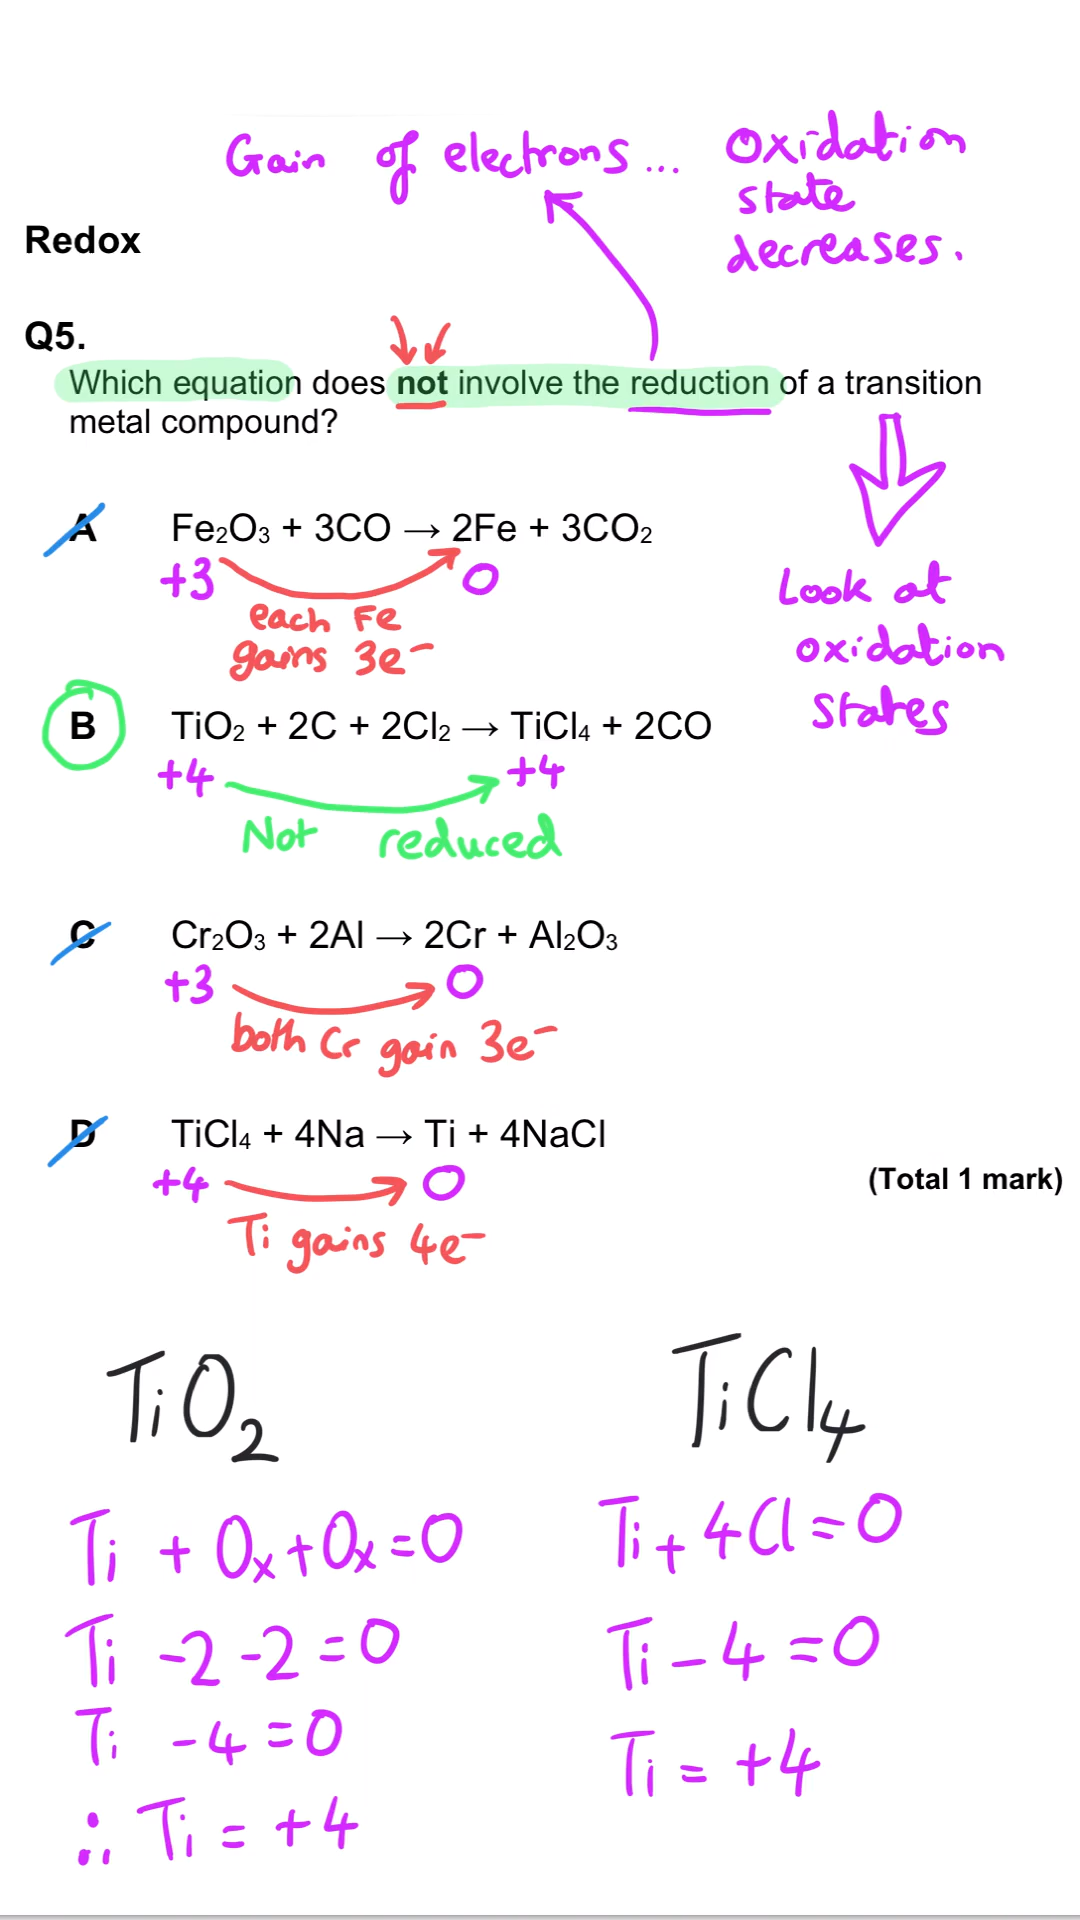 Gain of electrons... Oxidation
state
decreases.
Redox
Q5.
Which equation does not involve the reduction of a transition
metal compound?
A Fe₂O₃ + 3CO → 2Fe + 3CO₂
+3 0
each Fe
gains 3e⁻
Look at
oxidation
states
B TiO₂ + 2C + 2Cl₂ → TiCl₄ + 2CO
+4 +4
Not reduced
C Cr₂O₃ + 2Al → 2Cr + Al₂O₃
+3 0
both Cr gain 3e⁻
D TiCl₄ + 4Na → Ti + 4NaCl
(Total 1 mark)
+4 0
Ti gains 4e⁻
TiO₂ TiCl₄
Ti + Ox + Ox = 0 Ti + 4Cl = 0
Ti -2 -2 = 0 Ti - 4 = 0
Ti -4 = 0 Ti = +4
∴ Ti = +4